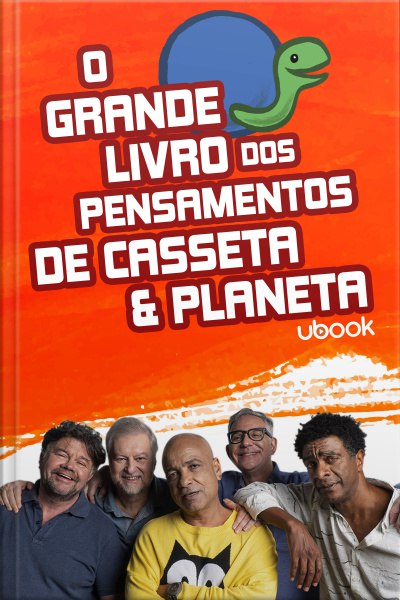 O
GRANDE
LIVRO DOS
PENSAMENTOS
DE CASSETA
& PLANETA
ubook